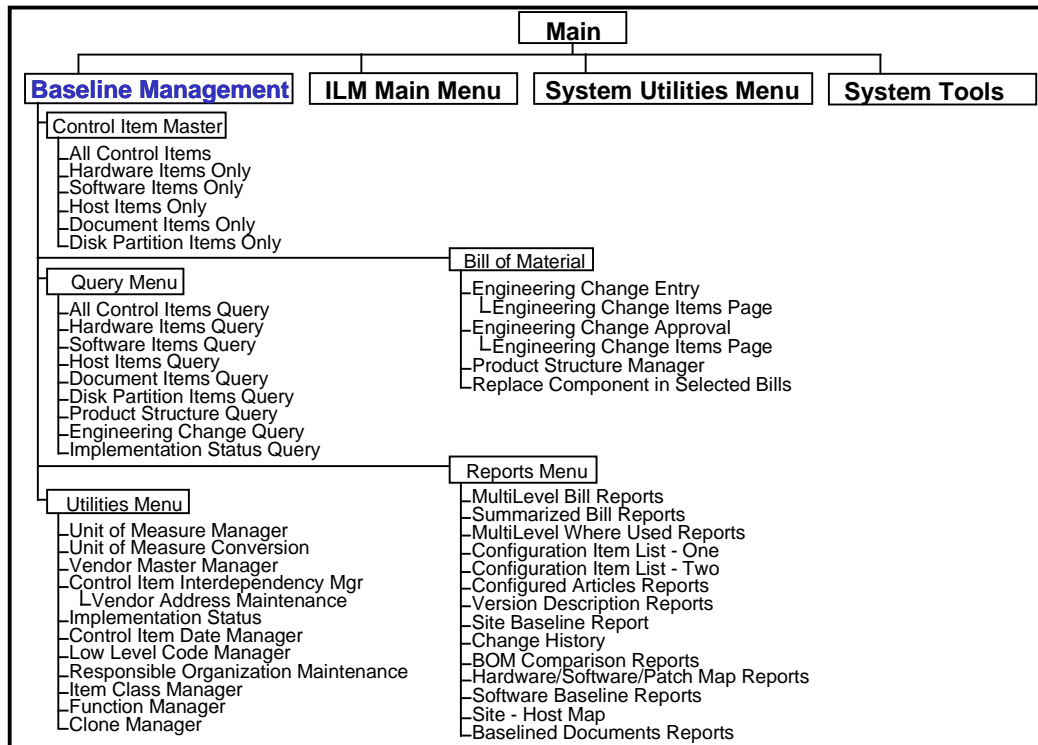 Main
Baseline Management
ILM Main Menu
System Utilities Menu
System Tools
Control Item Master
All Control Items
Hardware Items Only
Software Items Only
Host Items Only
Document Items Only
Disk Partition Items Only
Bill of Material
Engineering Change Entry
Engineering Change Items Page
Engineering Change Approval
Engineering Change Items Page
Product Structure Manager
Replace Component in Selected Bills
Query Menu
All Control Items Query
Hardware Items Query
Software Items Query
Host Items Query
Document Items Query
Disk Partition Items Query
Product Structure Query
Engineering Change Query
Implementation Status Query
Reports Menu
MultiLevel Bill Reports
Summarized Bill Reports
MultiLevel Where Used Reports
Configuration Item List - One
Configuration Item List - Two
Configured Articles Reports
Version Description Reports
Site Baseline Report
Change History
BOM Comparison Reports
Hardware/Software/Patch Map Reports
Software Baseline Reports
Site - Host Map
Baselined Documents Reports
Utilities Menu
Unit of Measure Manager
Unit of Measure Conversion
Vendor Master Manager
Control Item Interdependency Mgr
Vendor Address Maintenance
Implementation Status
Control Item Date Manager
Low Level Code Manager
Responsible Organization Maintenance
Item Class Manager
Function Manager
Clone Manager